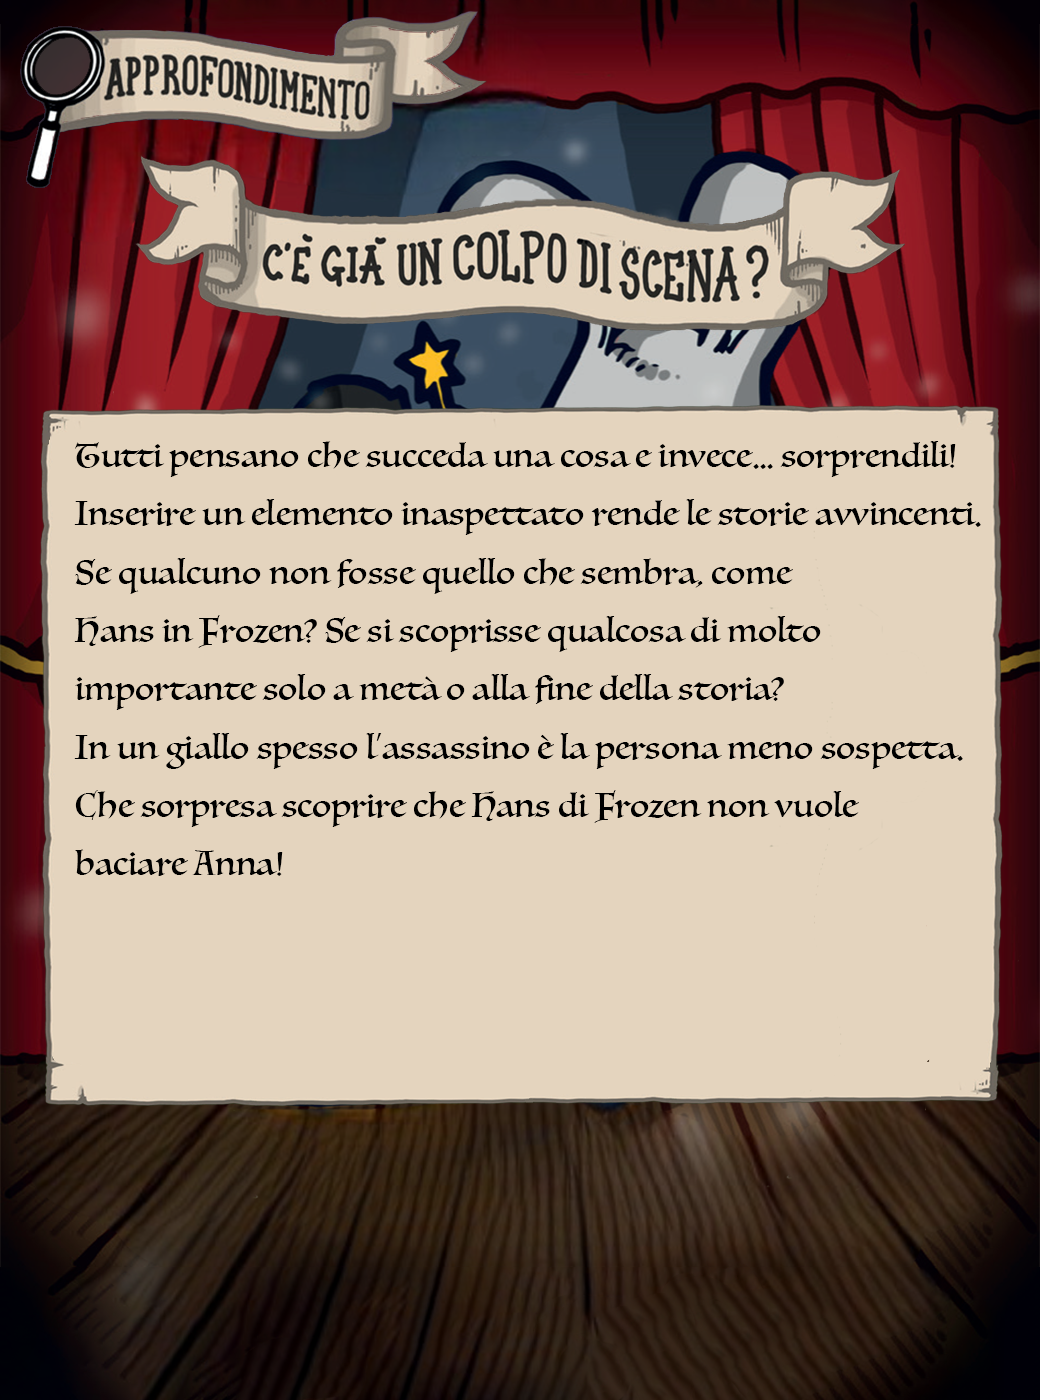 APPROFONDIMENTO
C'È GIÀ UN COLPO DI SCENA?
Tutti pensano che succeda una cosa e invece... sorprendili!
Inserire un elemento inaspettato rende le storie avvincenti.
Se qualcuno non fosse quello che sembra, come
Hans in Frozen? Se si scoprisse qualcosa di molto
importante solo a metà o alla fine della storia?
In un giallo spesso l'assassino è la persona meno sospetta.
Che sorpresa scoprire che Hans di Frozen non vuole
baciare Anna!